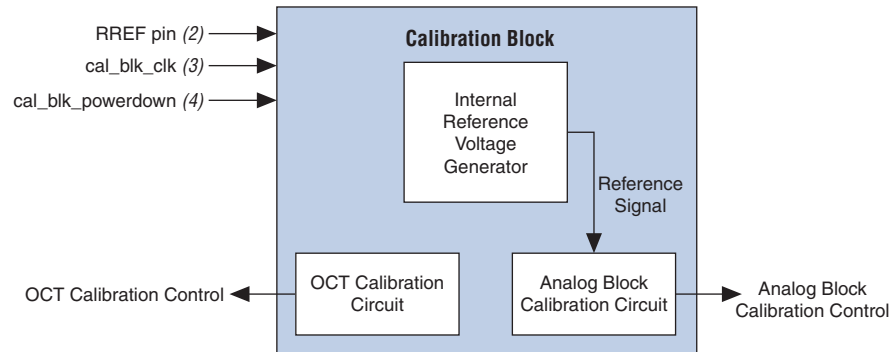 RREF pin (2)
cal_blk_clk (3)
cal_blk_powerdown (4)
Calibration Block
Internal
Reference
Voltage
Generator
Reference
Signal
OCT Calibration Control
OCT Calibration
Circuit
Analog Block
Calibration Circuit
Analog Block
Calibration Control